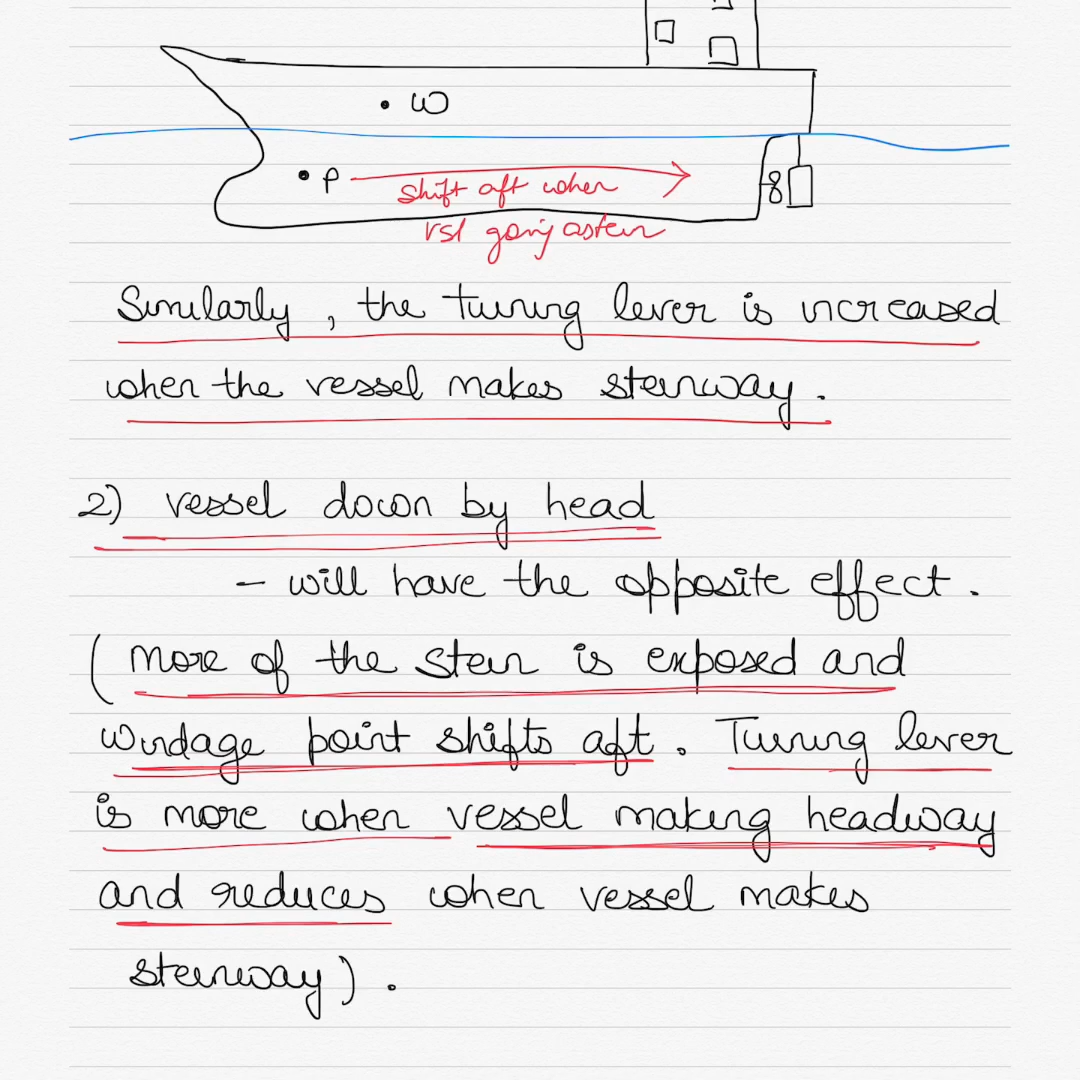 W
P
shift aft when
vsl going astern
Similarly, the turning lever is increased
when the vessel makes sternway.
2) vessel down by head
- will have the opposite effect.
(more of the stern is exposed and
windage point shifts aft. Turning lever
is more when vessel making headway
and reduces when vessel makes
sternway).